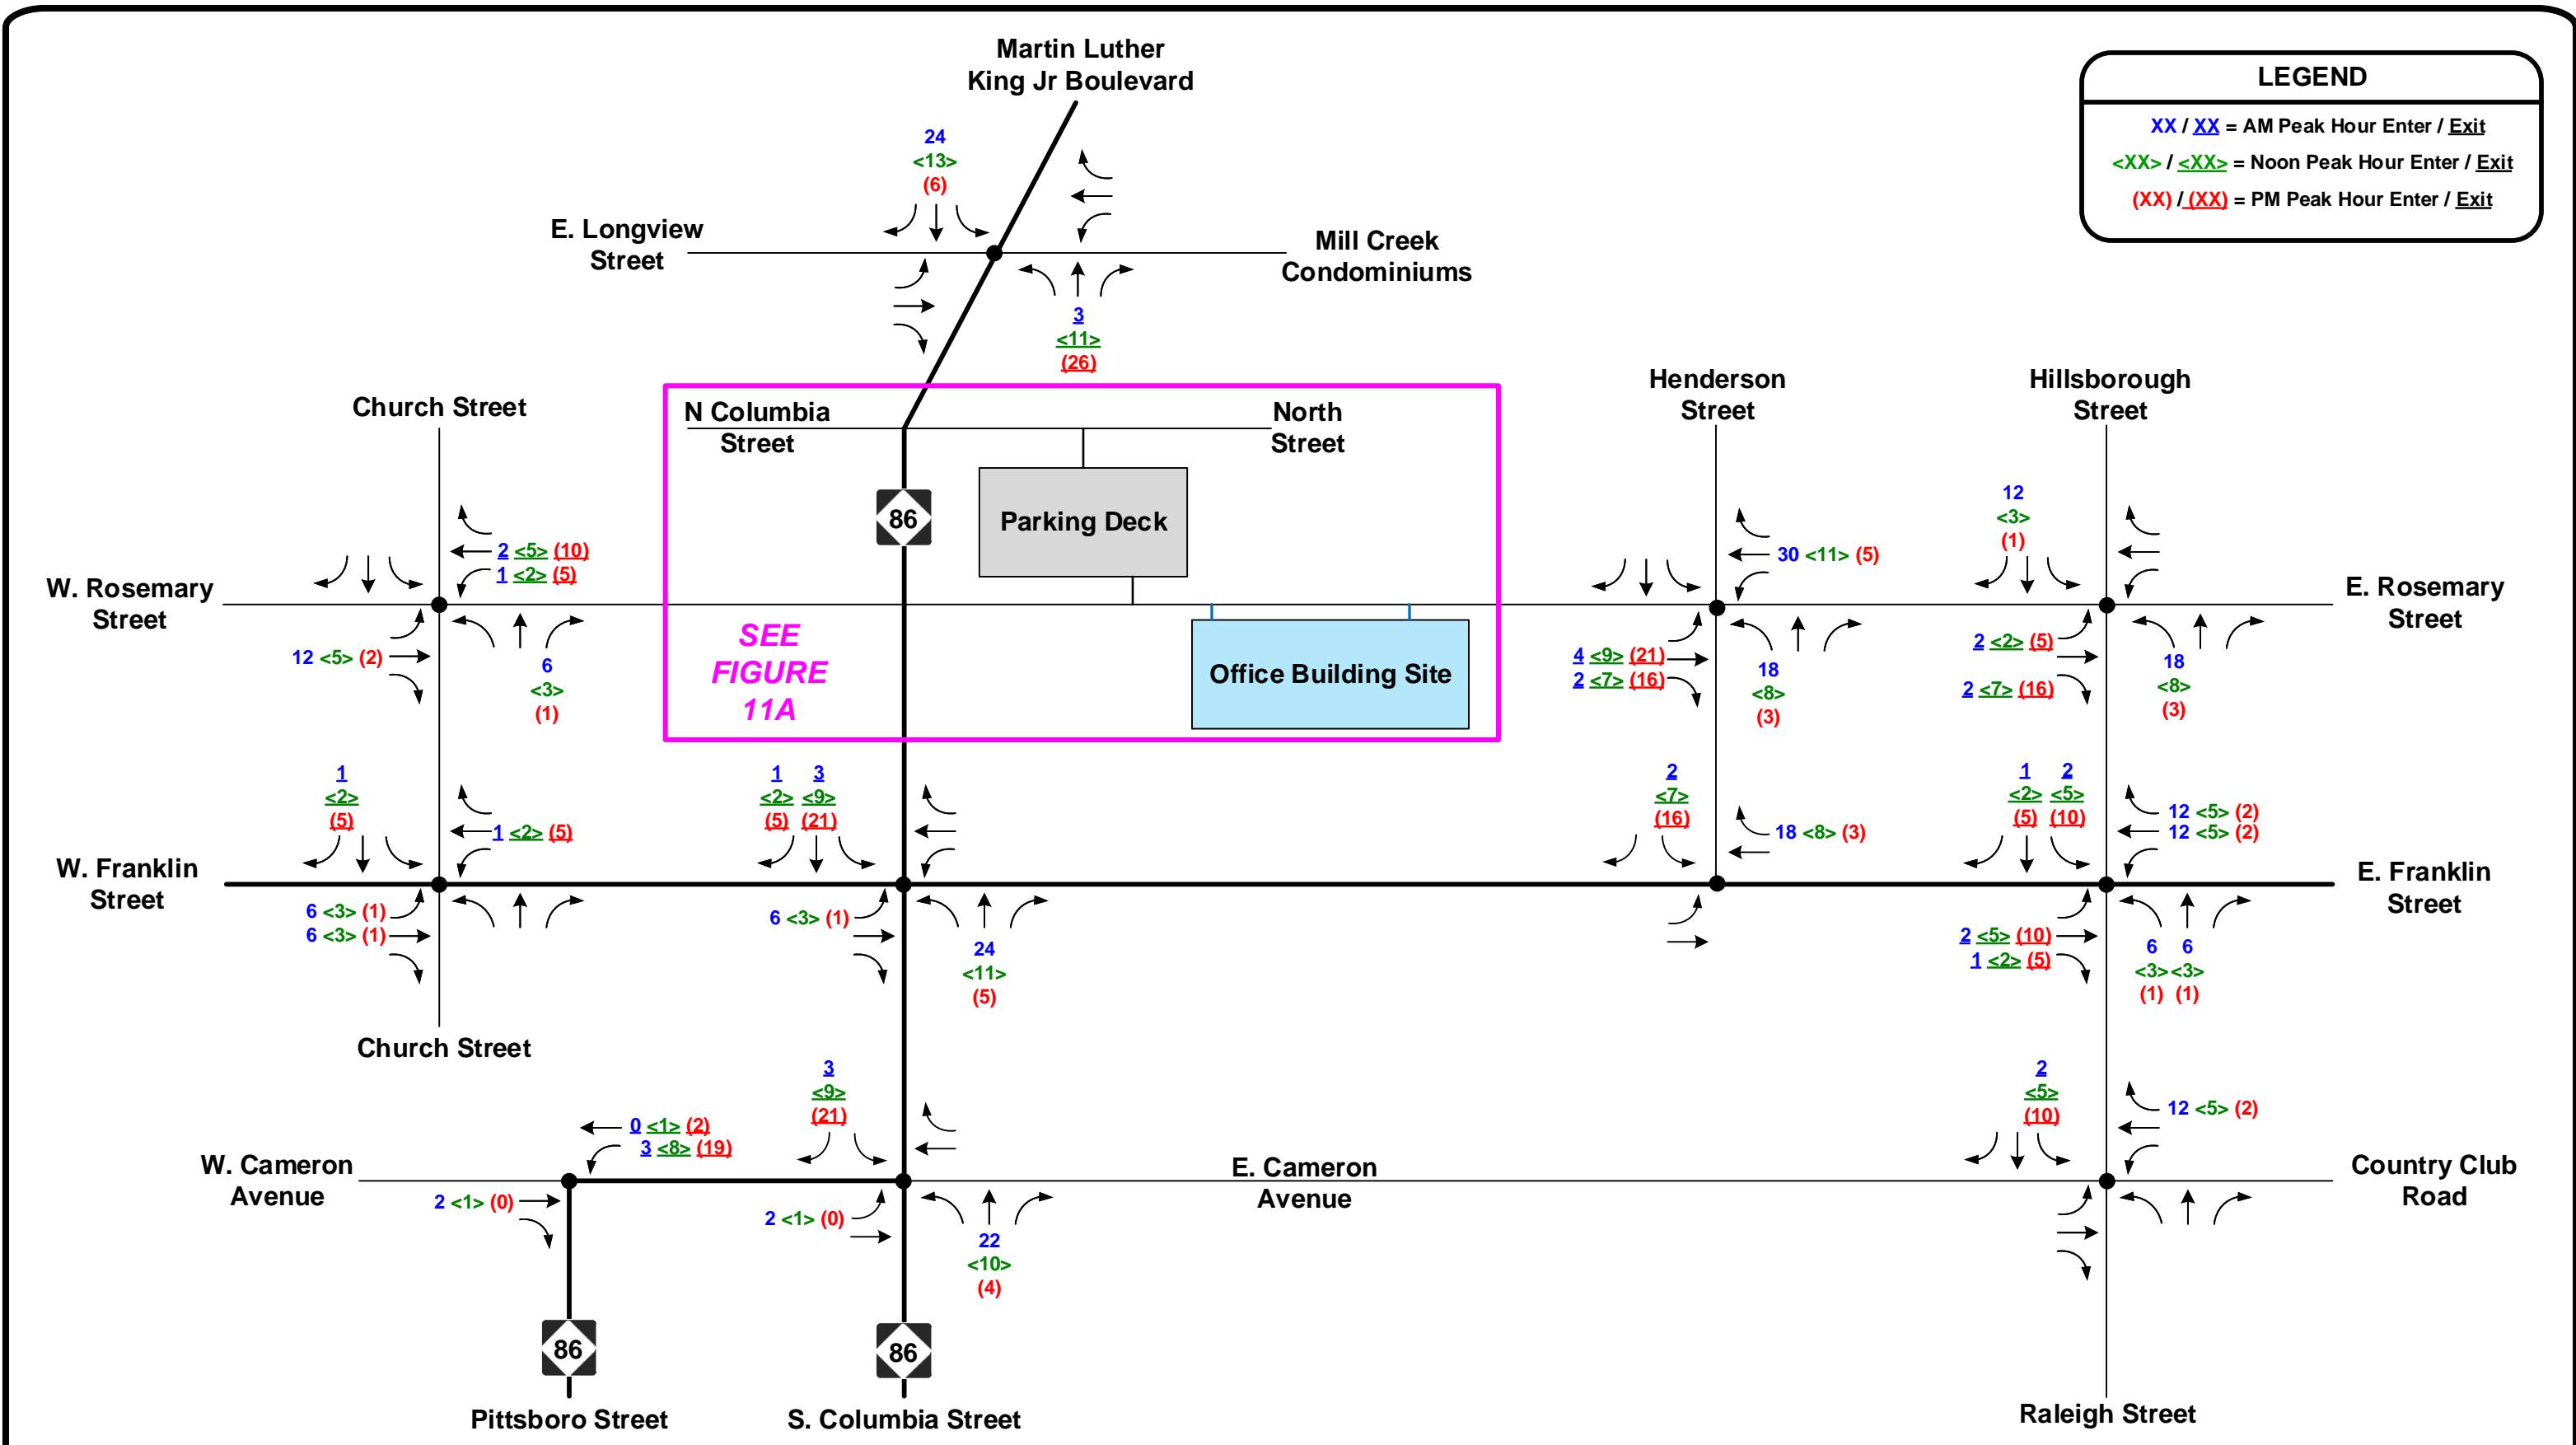 Martin Luther
King Jr Boulevard
LEGEND
XX / XX = AM Peak Hour Enter / Exit
<XX> / <XX> = Noon Peak Hour Enter / Exit
(XX) / (XX) = PM Peak Hour Enter / Exit
24
<13>
(6)
E. Longview
Street
Mill Creek
Condominiums
3
<11>
(26)
Church Street
N Columbia
Street
North
Street
Henderson
Street
Hillsborough
Street
86
Parking Deck
2 <5> (10)
1 <2> (5)
30 <11> (5)
12
<3>
(1)
W. Rosemary
Street
E. Rosemary
Street
12 <5> (2)
6
<3>
(1)
SEE
FIGURE
11A
Office Building Site
4 <9> (21)
2 <7> (16)
18
<8>
(3)
2 <2> (5)
2 <7> (16)
18
<8>
(3)
1
<2>
(5)
1 <2> (5)
1 3
<2> <9>
(5) (21)
2
<7>
(16)
18 <8> (3)
1 2
<2> <5>
(5) (10)
12 <5> (2)
12 <5> (2)
W. Franklin
Street
E. Franklin
Street
6 <3> (1)
6 <3> (1)
6 <3> (1)
24
<11>
(5)
2 <5> (10)
1 <2> (5)
6 6
<3> <3>
(1) (1)
Church Street
0 <1> (2)
3 <8> (19)
3
<9>
(21)
2
<5>
(10)
12 <5> (2)
W. Cameron
Avenue
E. Cameron
Avenue
Country Club
Road
2 <1> (0)
2 <1> (0)
22
<10>
(4)
86
86
Pittsboro Street
S. Columbia Street
Raleigh Street